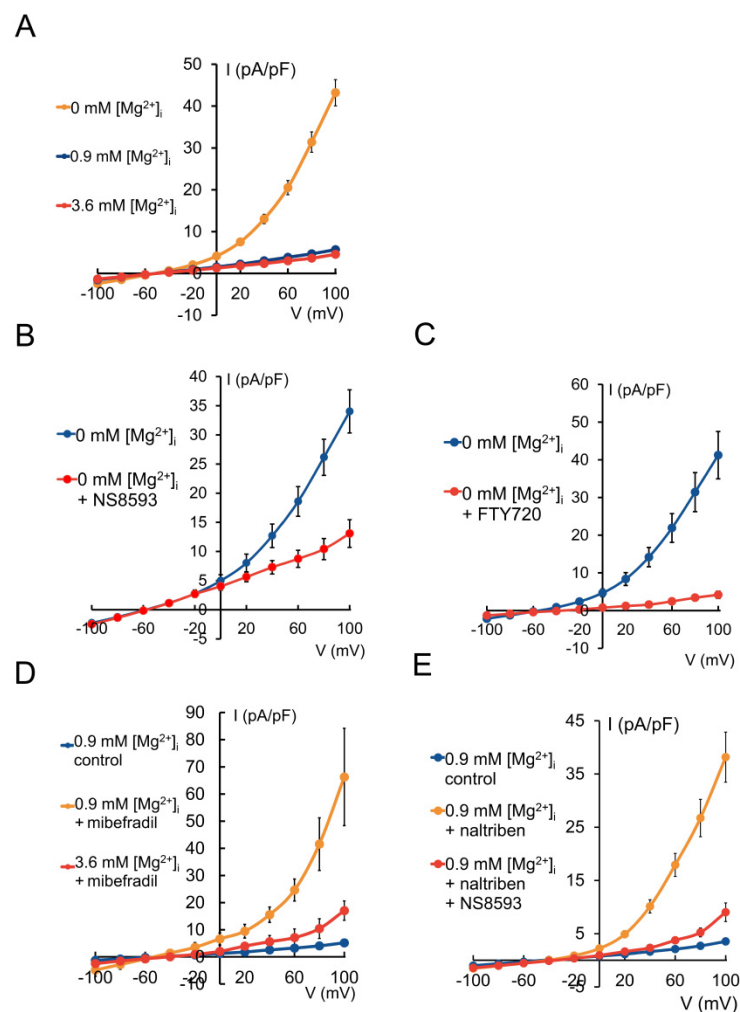 A
I (pA/pF)
50
40
30
20
10
0
-10
-100
-60
-20
20
60
100
V (mV)
0 mM [Mg²⁺]ᵢ
0.9 mM [Mg²⁺]ᵢ
3.6 mM [Mg²⁺]ᵢ
B
I (pA/pF)
40
35
30
25
20
15
10
5
0
-5
-100
-60
-20
20
60
100
V (mV)
0 mM [Mg²⁺]ᵢ
0 mM [Mg²⁺]ᵢ
+ NS8593
C
I (pA/pF)
60
50
40
30
20
10
0
-10
-100
-60
-20
20
60
100
V (mV)
0 mM [Mg²⁺]ᵢ
0 mM [Mg²⁺]ᵢ
+ FTY720
D
I (pA/pF)
90
80
70
60
50
40
30
20
10
0
-10
-100
-60
-20
20
60
100
V (mV)
0.9 mM [Mg²⁺]ᵢ
control
0.9 mM [Mg²⁺]ᵢ
+ mibefradil
3.6 mM [Mg²⁺]ᵢ
+ mibefradil
E
I (pA/pF)
45
35
25
15
5
-5
-100
-60
-20
20
60
100
V (mV)
0.9 mM [Mg²⁺]ᵢ
control
0.9 mM [Mg²⁺]ᵢ
+ naltriben
0.9 mM [Mg²⁺]ᵢ
+ naltriben
+ NS8593